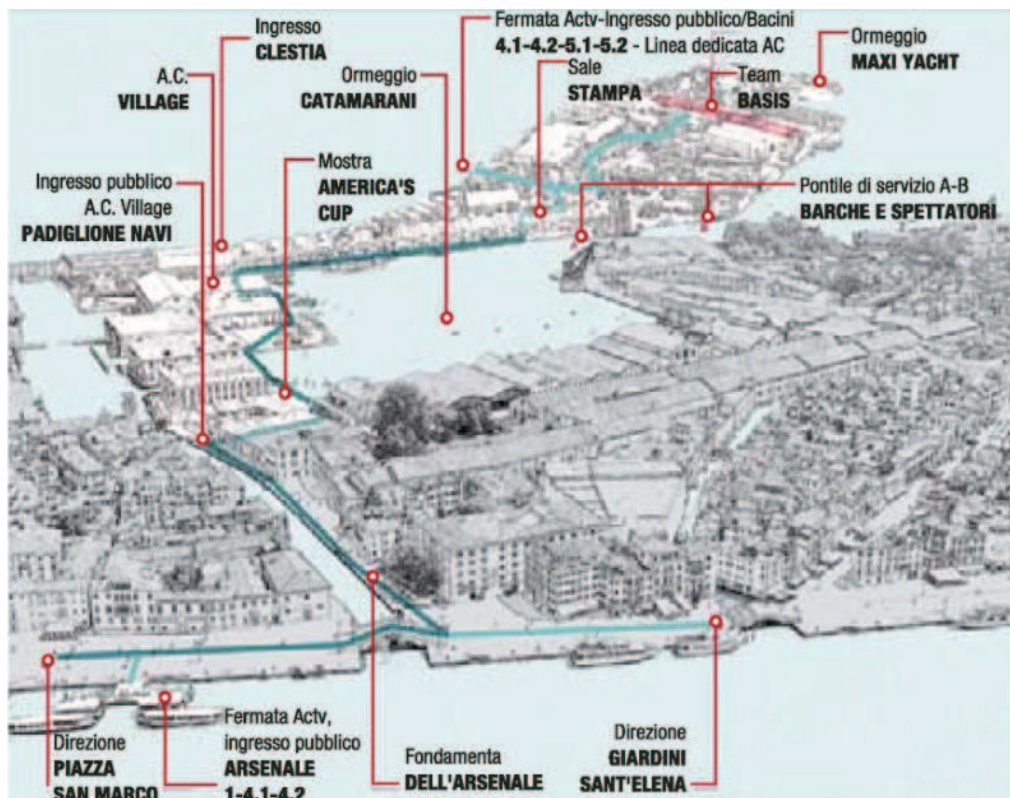 Ingresso
CLESTIA
A.C.
VILLAGE
Ormeggio
CATAMARANI
Fermata Actv-Ingresso pubblico/Bacini
4.1-4.2-5.1-5.2 - Linea dedicata AC
Sale
STAMPA
Team
BASIS
Ormeggio
MAXI YACHT
Ingresso pubblico
A.C. Village
PADIGLIONE NAVI
Mostra
AMERICA'S
CUP
Pontile di servizio A-B
BARCHE E SPETTATORI
Direzione
PIAZZA
SAN MARCO
Fermata Actv,
ingresso pubblico
ARSENALE
1-4.1-4.2
Fondamenta
DELL'ARSENALE
Direzione
GIARDINI
SANT'ELENA